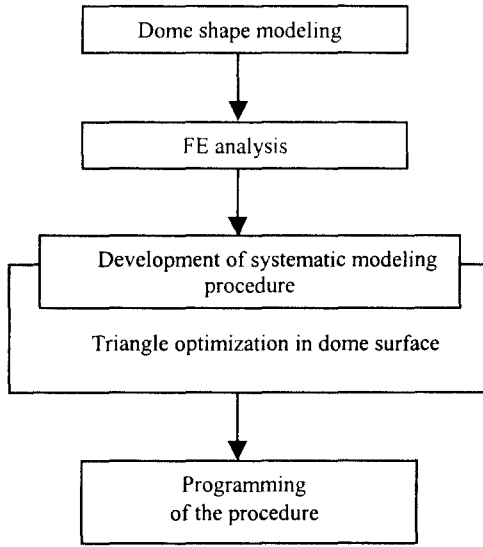 Dome shape modeling
FE analysis
Development of systematic modeling
procedure
Triangle optimization in dome surface
Programming
of the procedure